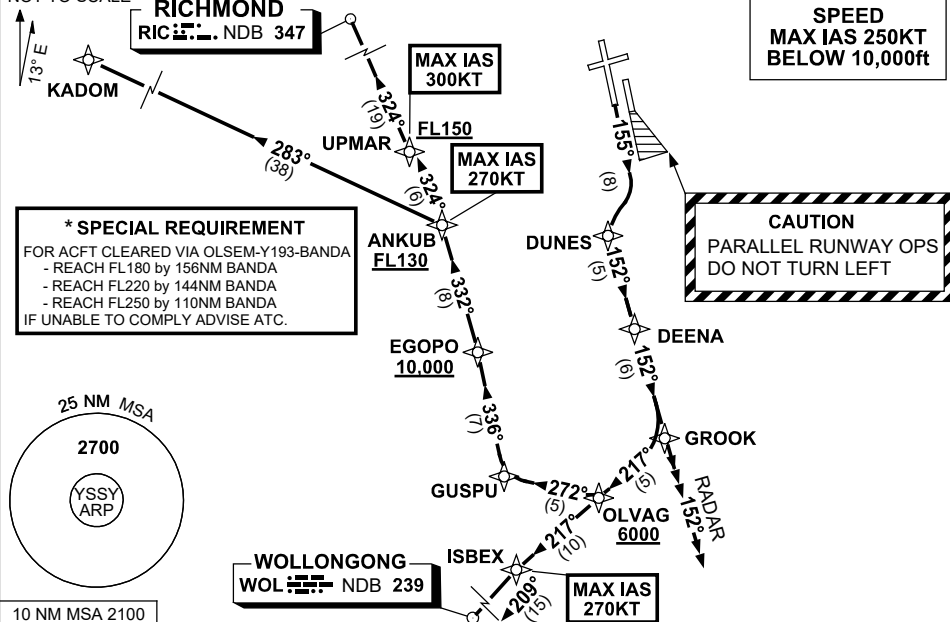 NOT TO SCALE
13° E
RICHMOND
RIC NDB 347
KADOM
MAX IAS
300KT
324°
(19)
UPMAR
FL150
283°
(38)
324°
(6)
MAX IAS
270KT
ANKUB
FL130
SPEED
MAX IAS 250KT
BELOW 10,000ft
155°
(8)
CAUTION
PARALLEL RUNWAY OPS
DO NOT TURN LEFT
* SPECIAL REQUIREMENT
FOR ACFT CLEARED VIA OLSEM-Y193-BANDA
- REACH FL180 by 156NM BANDA
- REACH FL220 by 144NM BANDA
- REACH FL250 by 110NM BANDA
IF UNABLE TO COMPLY ADVISE ATC.
DUNES
152°
(5)
DEENA
332°
(8)
EGOPO
10,000
152°
(6)
336°
(7)
GROOK
217°
(5)
RADAR
152°
GUSPU
272°
(5)
OLVAG
6000
25 NM MSA
2700
YSSY
ARP
217°
(10)
ISBEX
WOLLONGONG
WOL NDB 239
209°
(15)
MAX IAS
270KT
10 NM MSA 2100